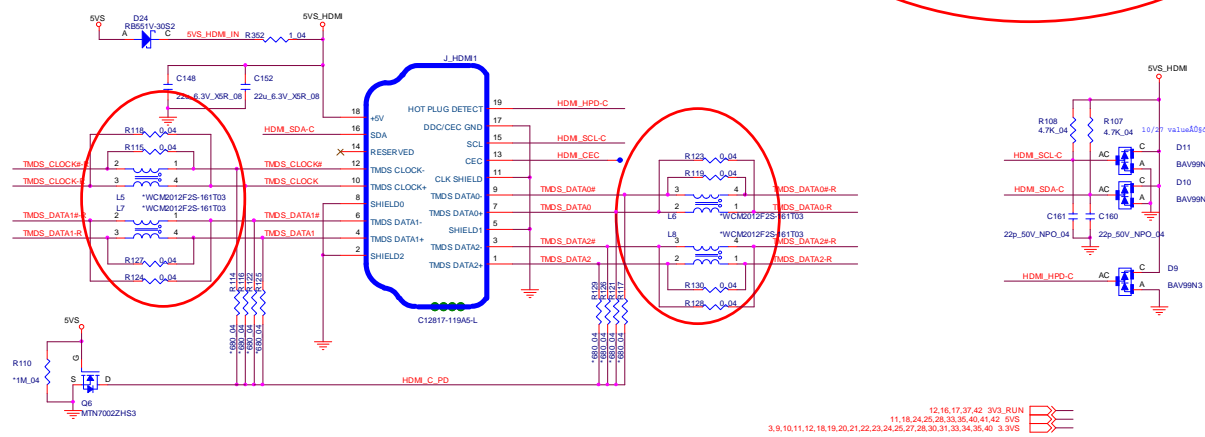 5VS
D24
RB551V-30S2
A
C
5VS_HDMI_IN
R352
1_04
5VS_HDMI
C148
22u_6.3V_X5R_08
C152
22u_6.3V_X5R_08
J_HDMI1
18
+5V
HDMI_SDA-C
16
SDA
14
RESERVED
12
TMDS CLOCK-
10
TMDS CLOCK+
8
SHIELD0
6
TMDS DATA1-
4
TMDS DATA1+
2
SHIELD2
HOT PLUG DETECT
19
HDMI_HPD-C
DDC/CEC GND
17
SCL
15
HDMI_SCL-C
CEC
13
HDMI_CEC
CLK SHIELD
11
TMDS DATA0-
9
TMDS DATA0+
7
SHIELD1
5
TMDS DATA2-
3
TMDS DATA2+
1
C12817-119A5-L
R118
0_04
R115
0_04
TMDS_CLOCK#-R
2
1
TMDS_CLOCK#
TMDS_CLOCK-R
3
4
TMDS_CLOCK
L5
*WCM2012F2S-161T03
L7
*WCM2012F2S-161T03
TMDS_DATA1#-R
2
1
TMDS_DATA1#
TMDS_DATA1-R
3
4
TMDS_DATA1
R127
0_04
R124
0_04
R114
R116
R122
R125
*680_04
*680_04
*680_04
*680_04
R123
0_04
R119
0_04
TMDS_DATA0#
3
4
TMDS_DATA0#-R
TMDS_DATA0
2
1
TMDS_DATA0-R
L6
*WCM2012F2S-161T03
L8
*WCM2012F2S-161T03
TMDS_DATA2#
3
4
TMDS_DATA2#-R
TMDS_DATA2
2
1
TMDS_DATA2-R
R130
0_04
R128
0_04
R129
R126
R121
R117
*680_04
*680_04
*680_04
*680_04
5VS
R110
*1M_04
G
S
D
Q6
MTN7002ZHS3
HDMI_C_PD
5VS_HDMI
R108
4.7K_04
R107
4.7K_04
10/27
HDMI_SCL-C
AC
C
A
D11
BAV99N
HDMI_SDA-C
AC
C
A
D10
BAV99N
C161
C160
22p_50V_NPO_04
22p_50V_NPO_04
HDMI_HPD-C
AC
C
A
D9
BAV99N3
12,16,17,37,42 3V3_RUN
11,18,24,25,28,33,35,40,41,42 5VS
3,9,10,11,12,18,19,20,21,22,23,24,25,27,28,30,31,33,34,35,40 3.3VS